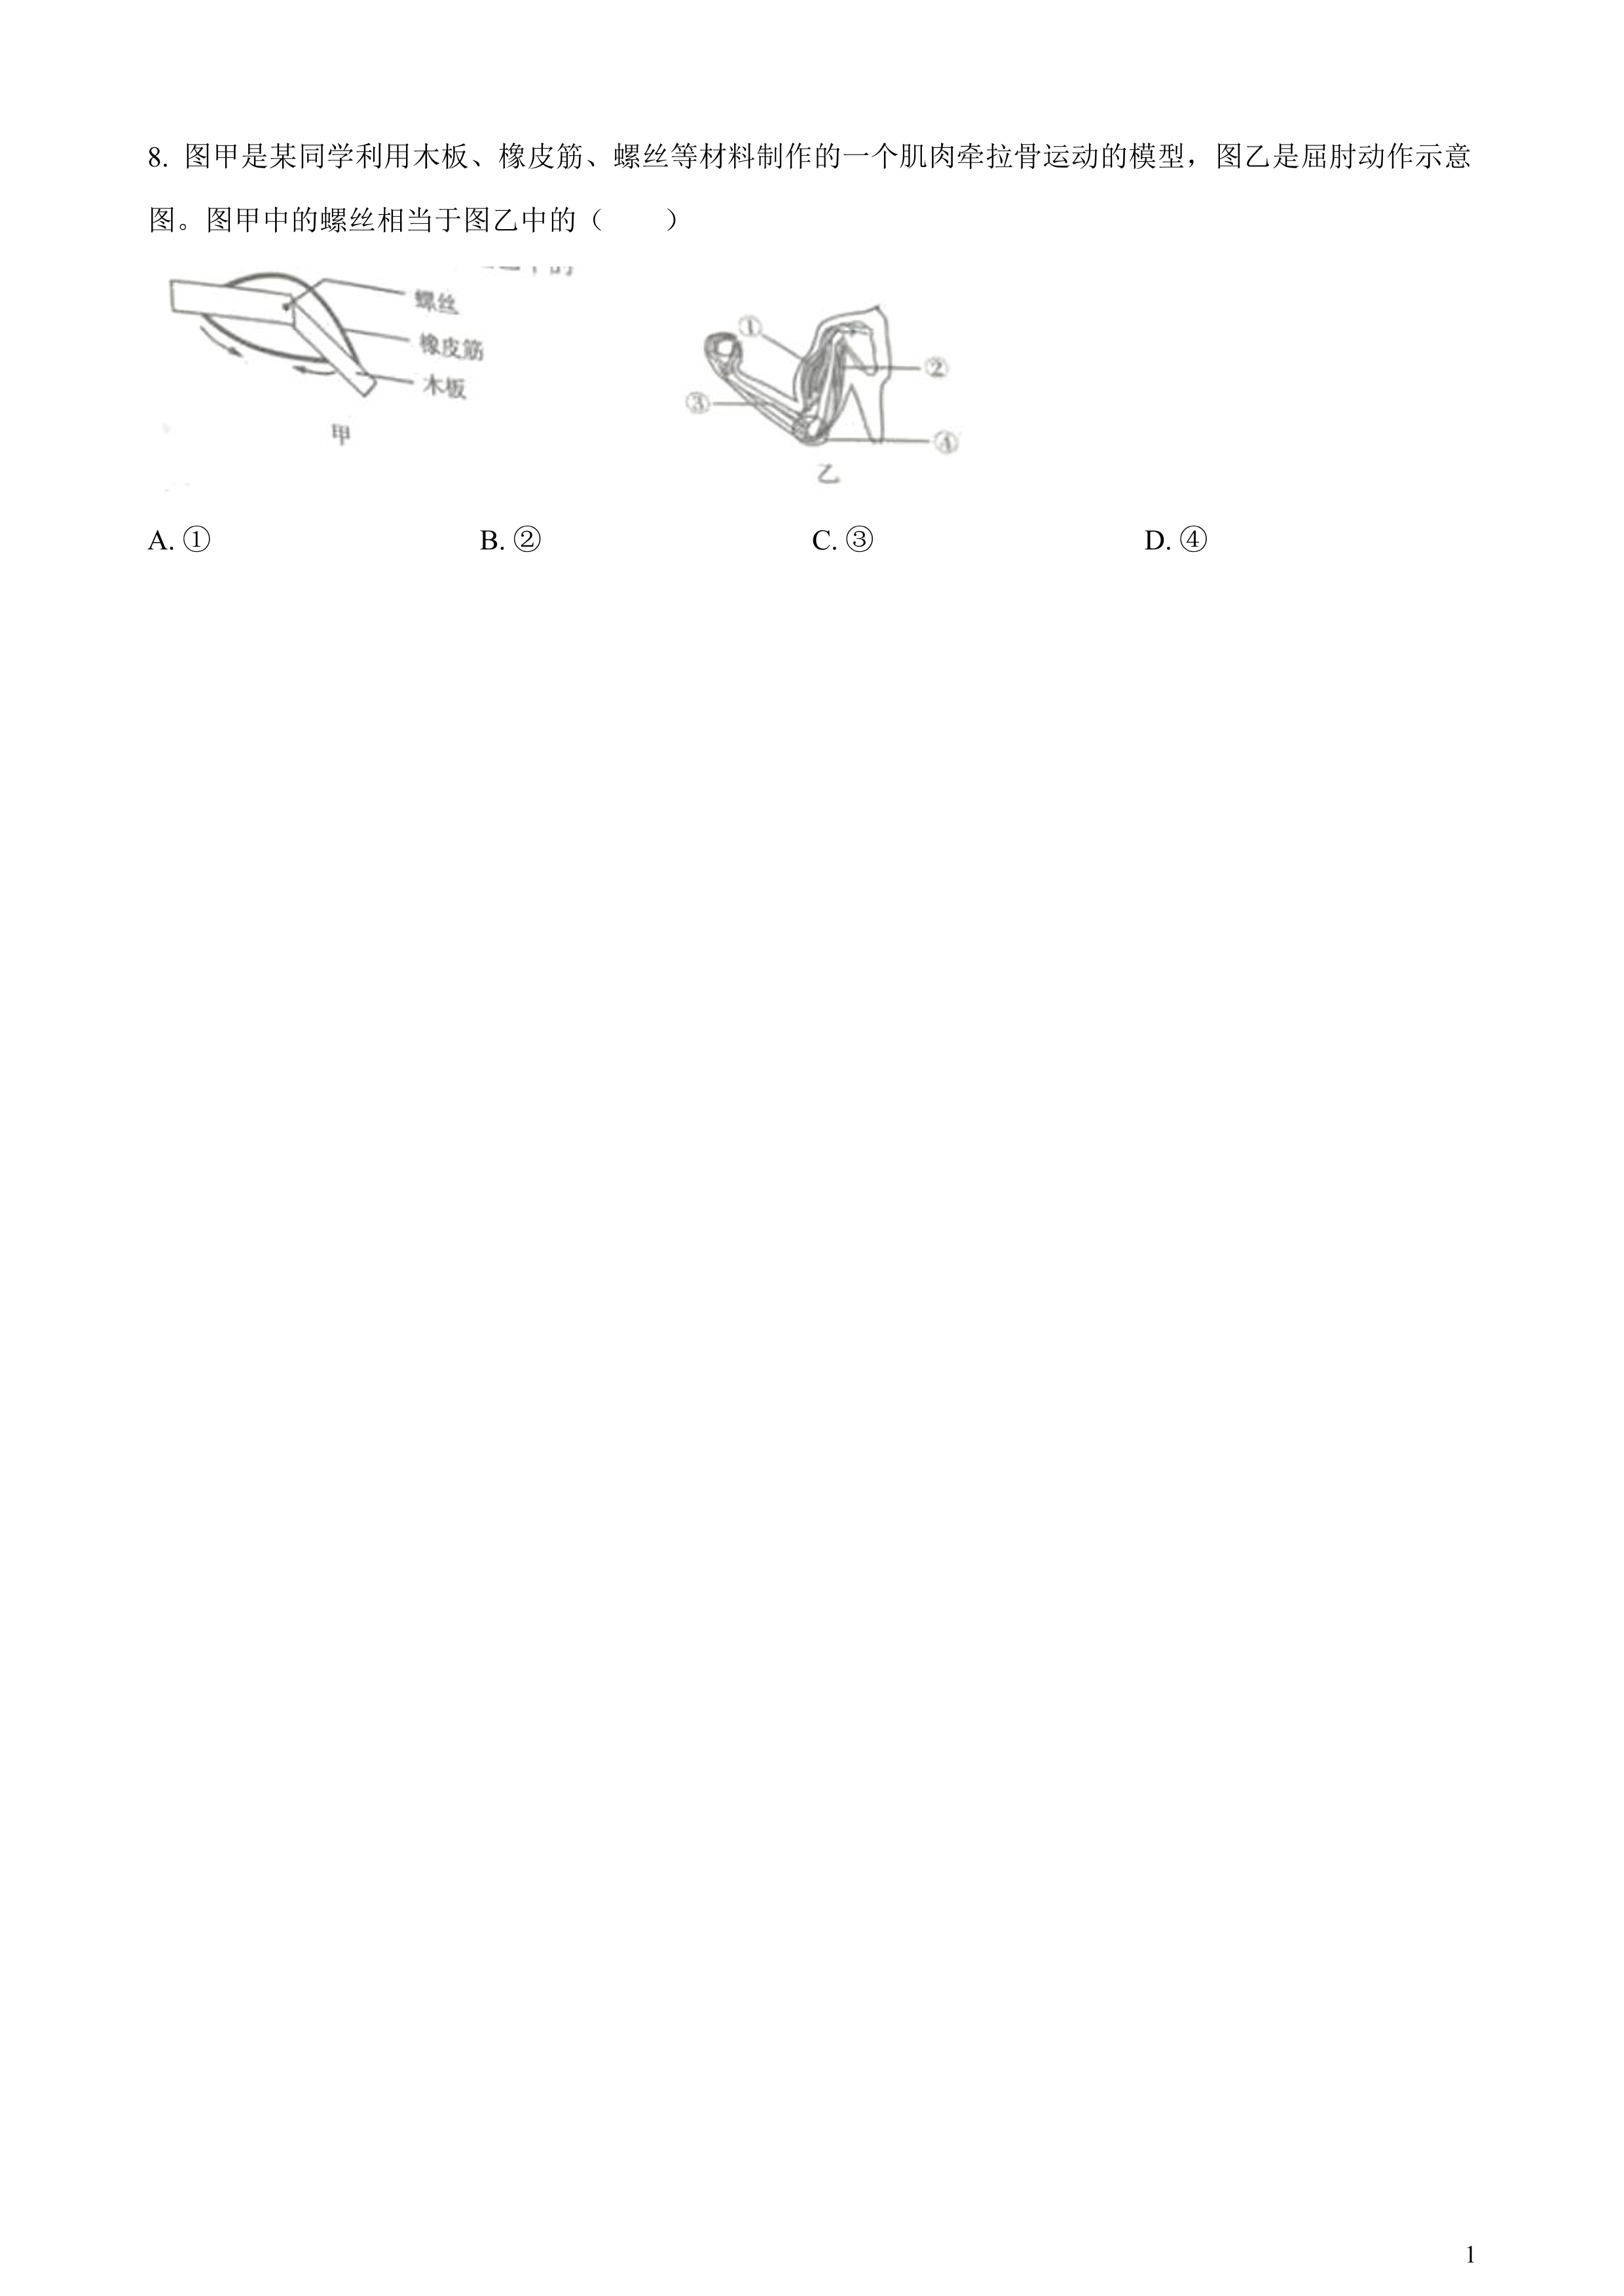 8. 图甲是某同学利用木板、橡皮筋、螺丝等材料制作的一个肌肉牵拉骨运动的模型，图乙是屈肘动作示意
图。图甲中的螺丝相当于图乙中的（　　）
螺丝
橡皮筋
木板
甲
①
②
③
④
乙
A. ①　　B. ②　　C. ③　　D. ④
1